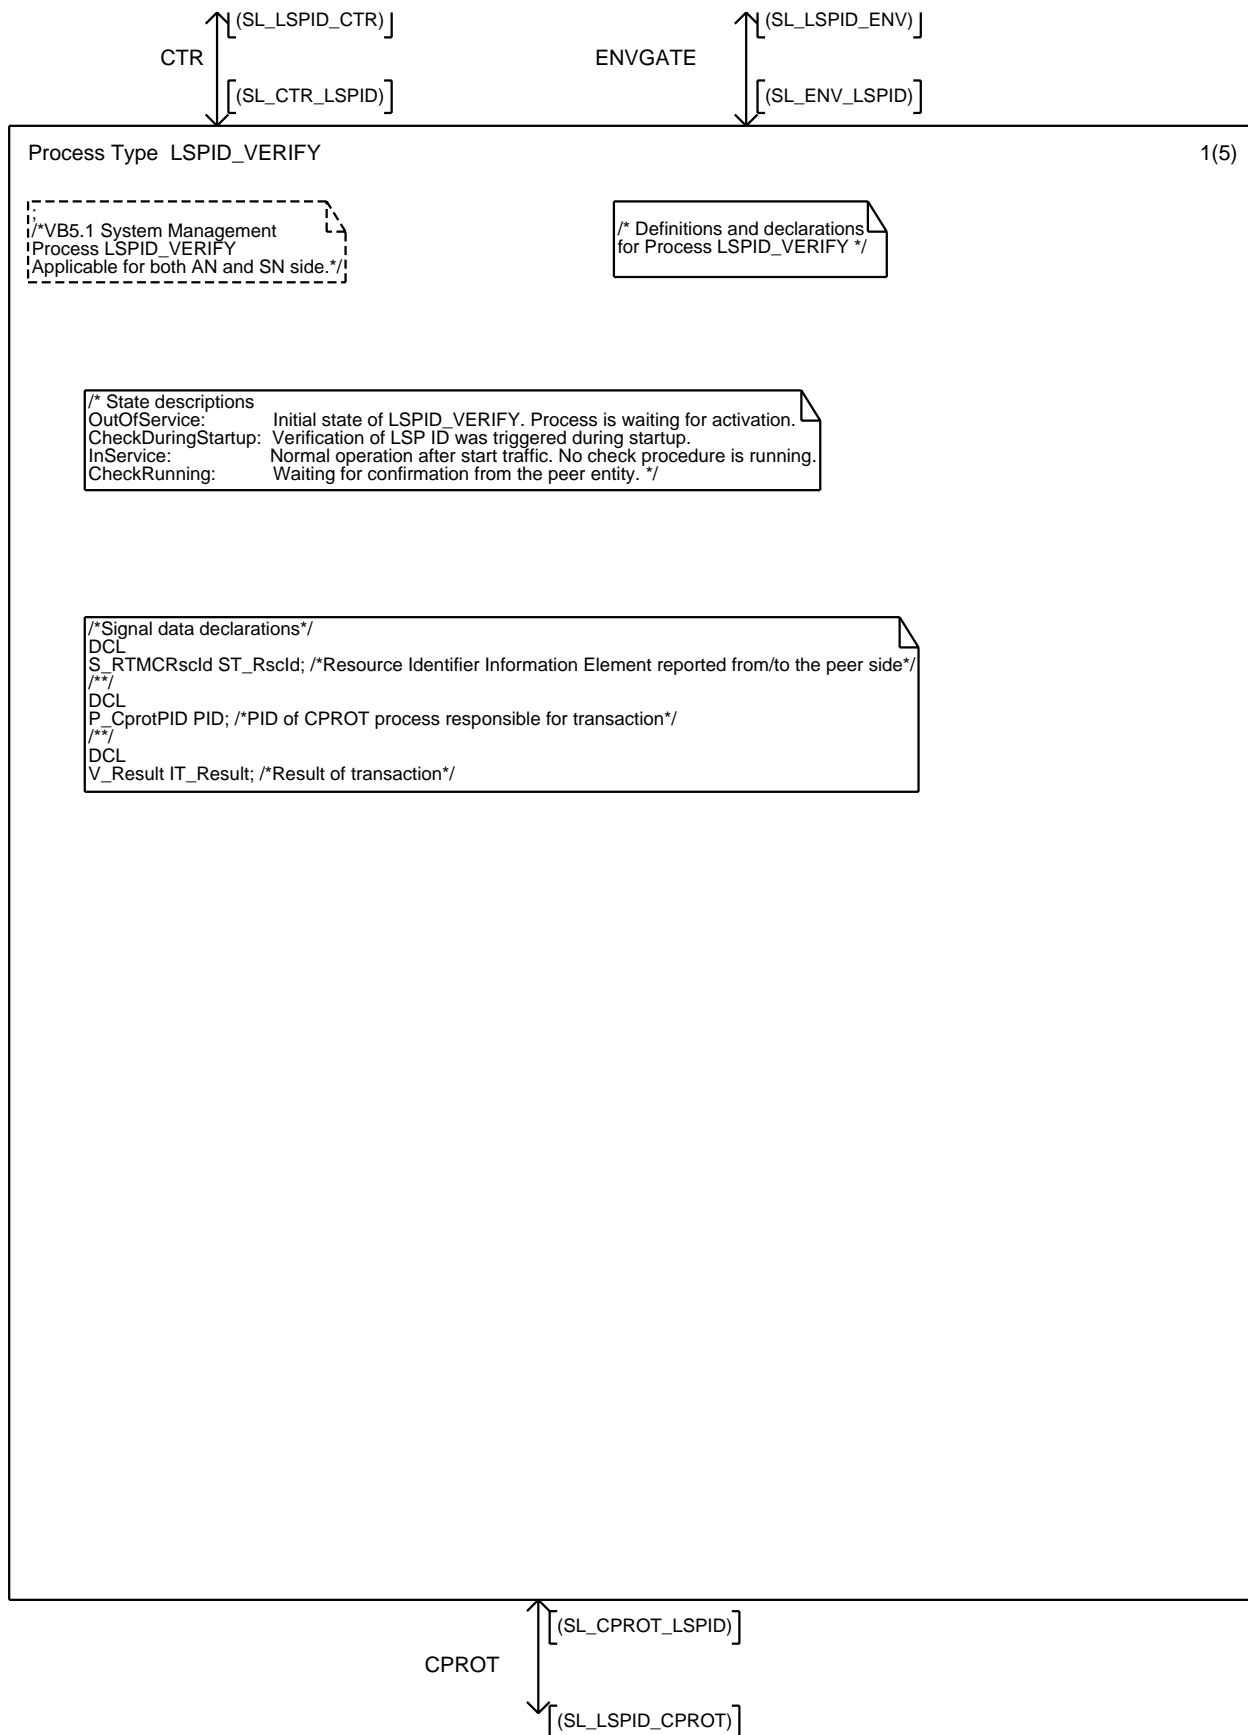 (SL_LSPID_CTR)
(SL_LSPID_ENV)
CTR
ENVGATE
(SL_CTR_LSPID)
(SL_ENV_LSPID)
Process Type LSPID_VERIFY
1(5)
;
/*VB5.1 System Management
Process LSPID_VERIFY
Applicable for both AN and SN side.*/
/* Definitions and declarations
for Process LSPID_VERIFY */
/* State descriptions
OutOfService: Initial state of LSPID_VERIFY. Process is waiting for activation.
CheckDuringStartup: Verification of LSP ID was triggered during startup.
InService: Normal operation after start traffic. No check procedure is running.
CheckRunning: Waiting for confirmation from the peer entity. */
/*Signal data declarations*/
DCL
S_RTMCRscId ST_RscId; /*Resource Identifier Information Element reported from/to the peer side*/
/**/
DCL
P_CprotPID PID; /*PID of CPROT process responsible for transaction*/
/**/
DCL
V_Result IT_Result; /*Result of transaction*/
(SL_CPROT_LSPID)
CPROT
(SL_LSPID_CPROT)